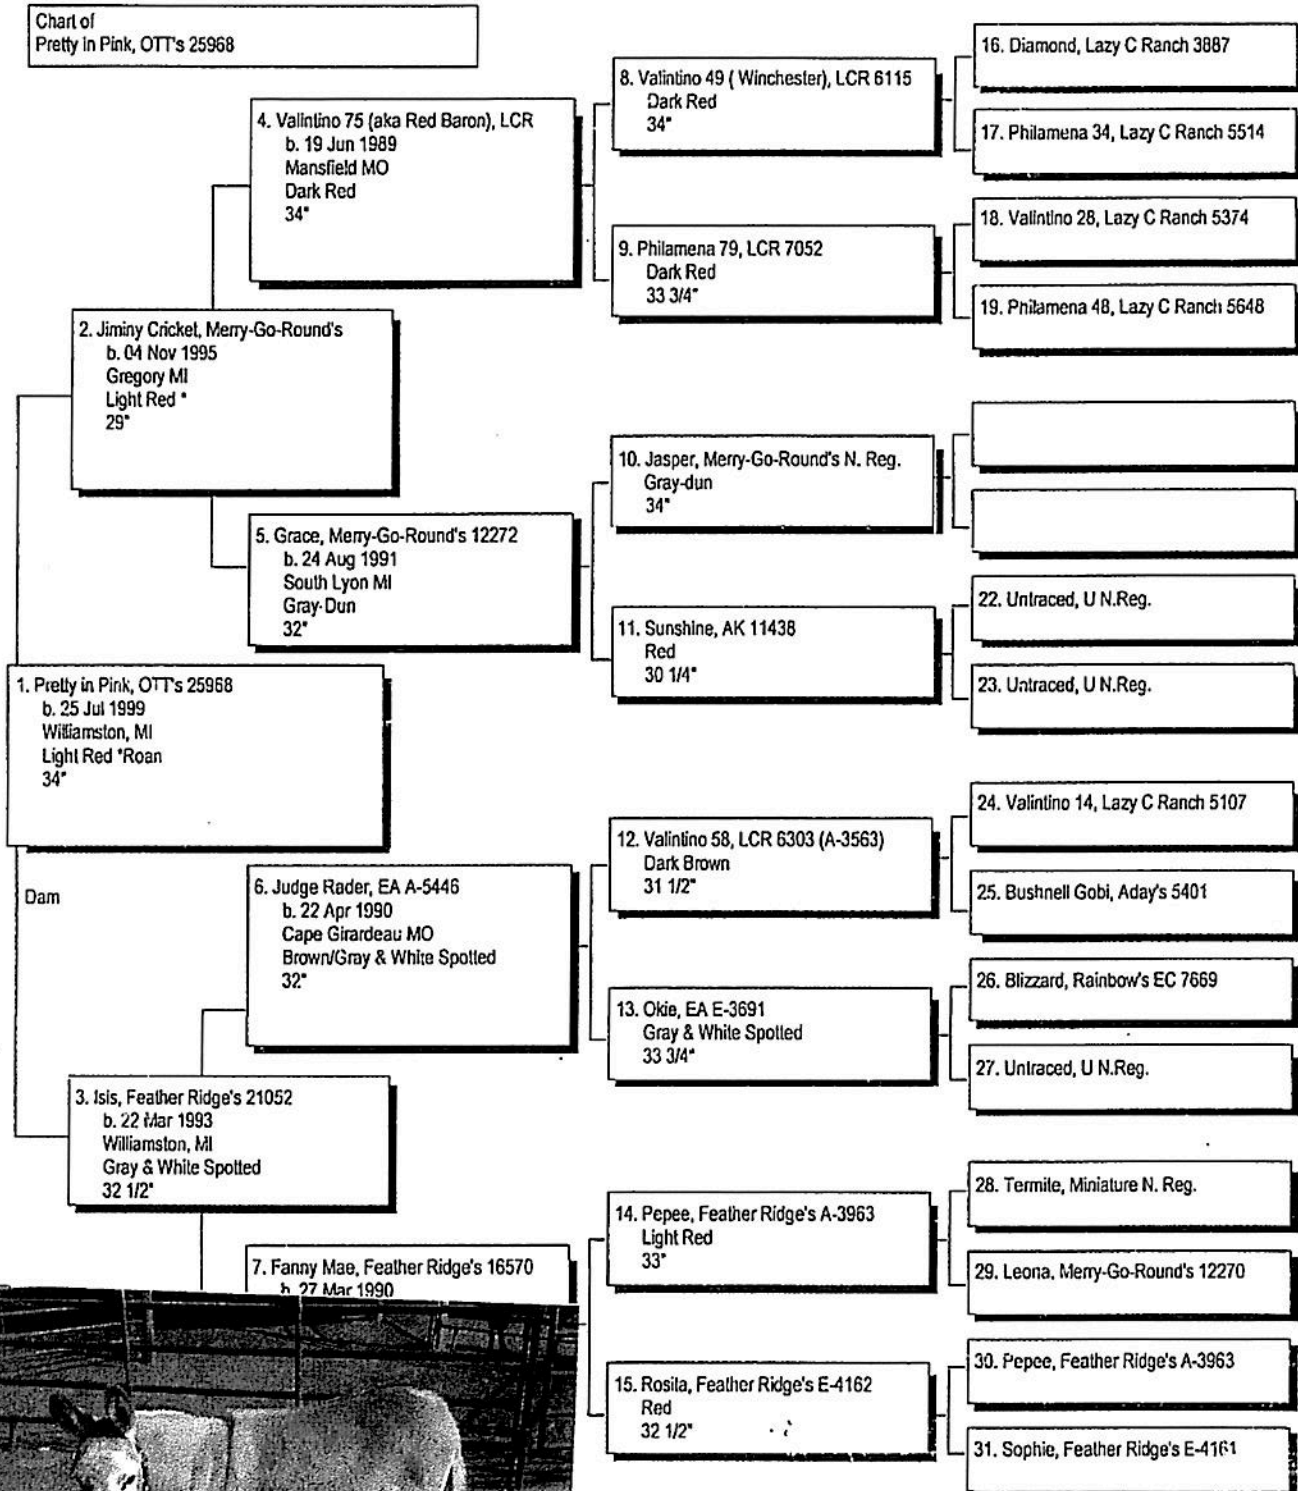 Chart of
Pretty in Pink, OTT's 25968
16. Diamond, Lazy C Ranch 3887
8. Valintino 49 ( Winchester), LCR 6115
Dark Red
34"
4. Valintino 75 (aka Red Baron), LCR
b. 19 Jun 1989
Mansfield MO
Dark Red
34"
17. Philamena 34, Lazy C Ranch 5514
18. Valintino 28, Lazy C Ranch 5374
9. Philamena 79, LCR 7052
Dark Red
33 3/4"
19. Philamena 48, Lazy C Ranch 5648
2. Jiminy Cricket, Merry-Go-Round's
b. 04 Nov 1995
Gregory MI
Light Red *
29"
10. Jasper, Merry-Go-Round's N. Reg.
Gray-dun
34"
5. Grace, Merry-Go-Round's 12272
b. 24 Aug 1991
South Lyon MI
Gray-Dun
32"
22. Untraced, U N.Reg.
11. Sunshine, AK 11438
Red
30 1/4"
23. Untraced, U N.Reg.
1. Pretty in Pink, OTT's 25968
b. 25 Jul 1999
Williamston, MI
Light Red *Roan
34"
24. Valintino 14, Lazy C Ranch 5107
12. Valintino 58, LCR 6303 (A-3563)
Dark Brown
31 1/2"
25. Bushnell Gobi, Aday's 5401
Dam
6. Judge Rader, EA A-5446
b. 22 Apr 1990
Cape Girardeau MO
Brown/Gray & White Spotted
32"
26. Blizzard, Rainbow's EC 7669
13. Okie, EA E-3691
Gray & White Spotted
33 3/4"
27. Untraced, U N.Reg.
3. Isis, Feather Ridge's 21052
b. 22 Mar 1993
Williamston, MI
Gray & White Spotted
32 1/2"
28. Termite, Miniature N. Reg.
14. Pepee, Feather Ridge's A-3963
Light Red
33"
29. Leona, Merry-Go-Round's 12270
7. Fanny Mae, Feather Ridge's 16570
b. 27 Mar 1990
30. Pepee, Feather Ridge's A-3963
15. Rosita, Feather Ridge's E-4162
Red
32 1/2"
31. Sophie, Feather Ridge's E-4161